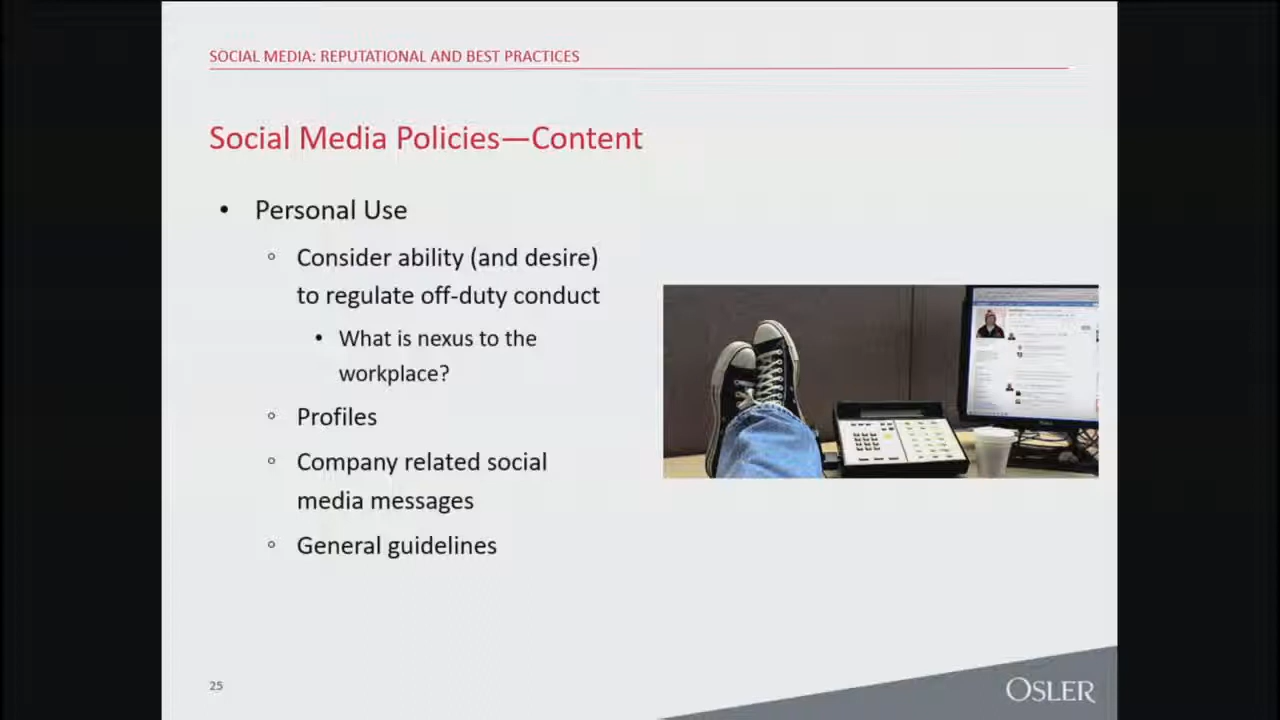 SOCIAL MEDIA: REPUTATIONAL AND BEST PRACTICES
Social Media Policies—Content
• Personal Use
◦ Consider ability (and desire)
to regulate off-duty conduct
• What is nexus to the
workplace?
◦ Profiles
◦ Company related social
media messages
◦ General guidelines
25
OSLER